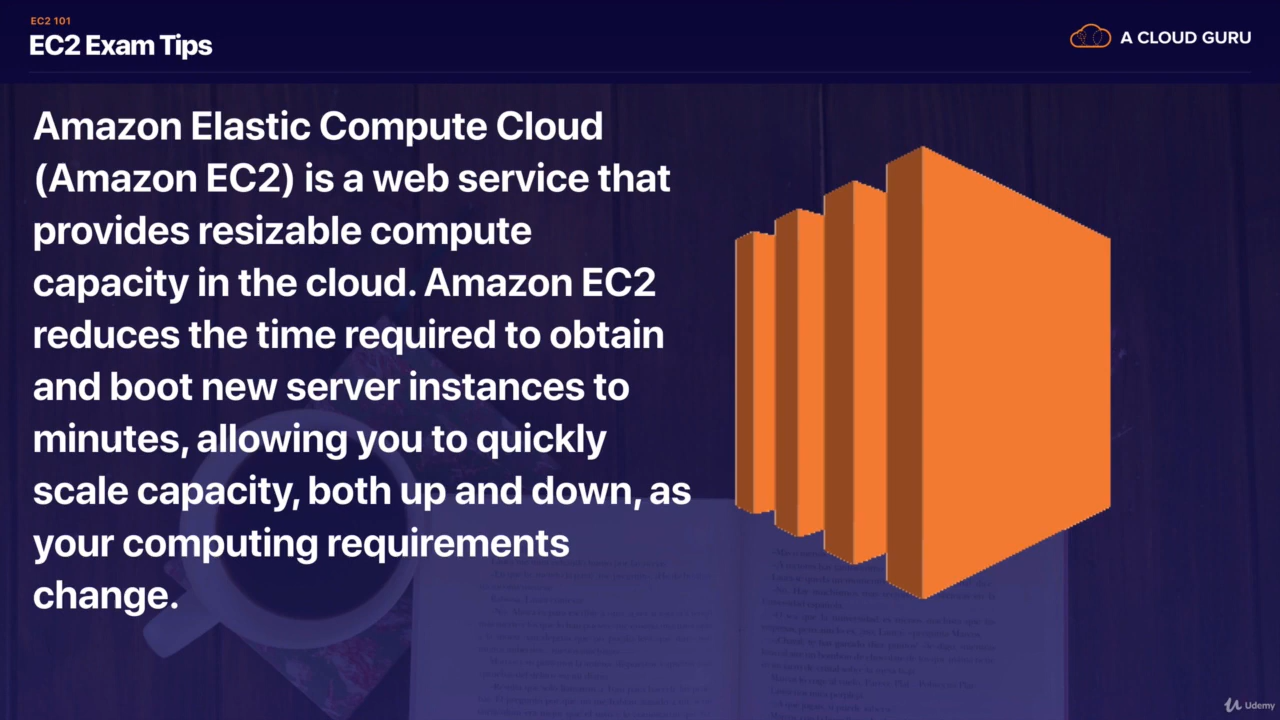 EC2 101
EC2 Exam Tips
A CLOUD GURU
Amazon Elastic Compute Cloud
(Amazon EC2) is a web service that
provides resizable compute
capacity in the cloud. Amazon EC2
reduces the time required to obtain
and boot new server instances to
minutes, allowing you to quickly
scale capacity, both up and down, as
your computing requirements
change.
Udemy